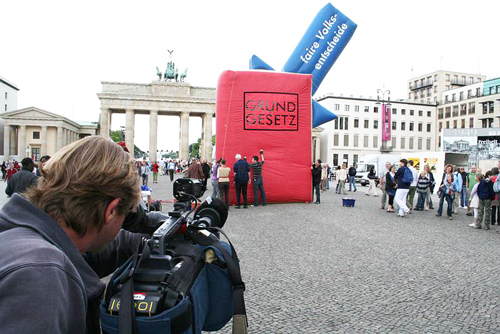 faire Volks-
entscheide
GRUND
GESETZ